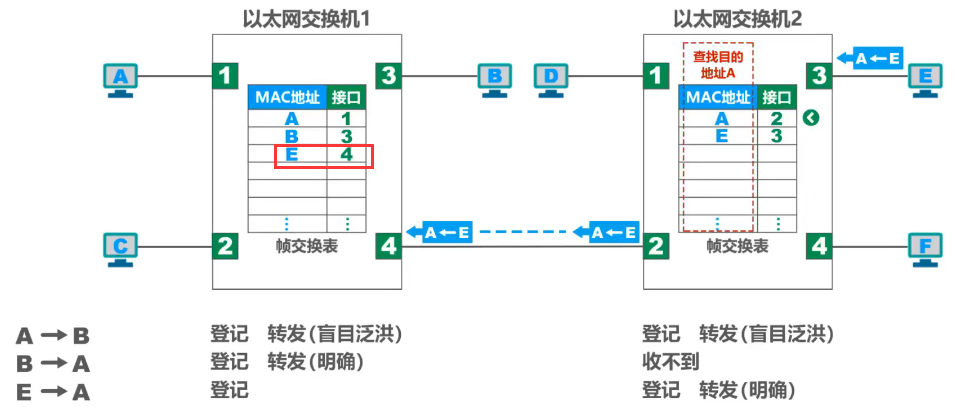 以太网交换机1
以太网交换机2
A
1
3
B
D
1
查找目的
地址A
A←E
3
E
MAC地址 接口
A 1
B 3
E 4
MAC地址 接口
A 2
E 3
C
2
帧交换表
4
A←E
A←E
2
帧交换表
4
F
A→B 登记 转发(盲目泛洪) 登记 转发(盲目泛洪)
B→A 登记 转发(明确) 收不到
E→A 登记 登记 转发(明确)